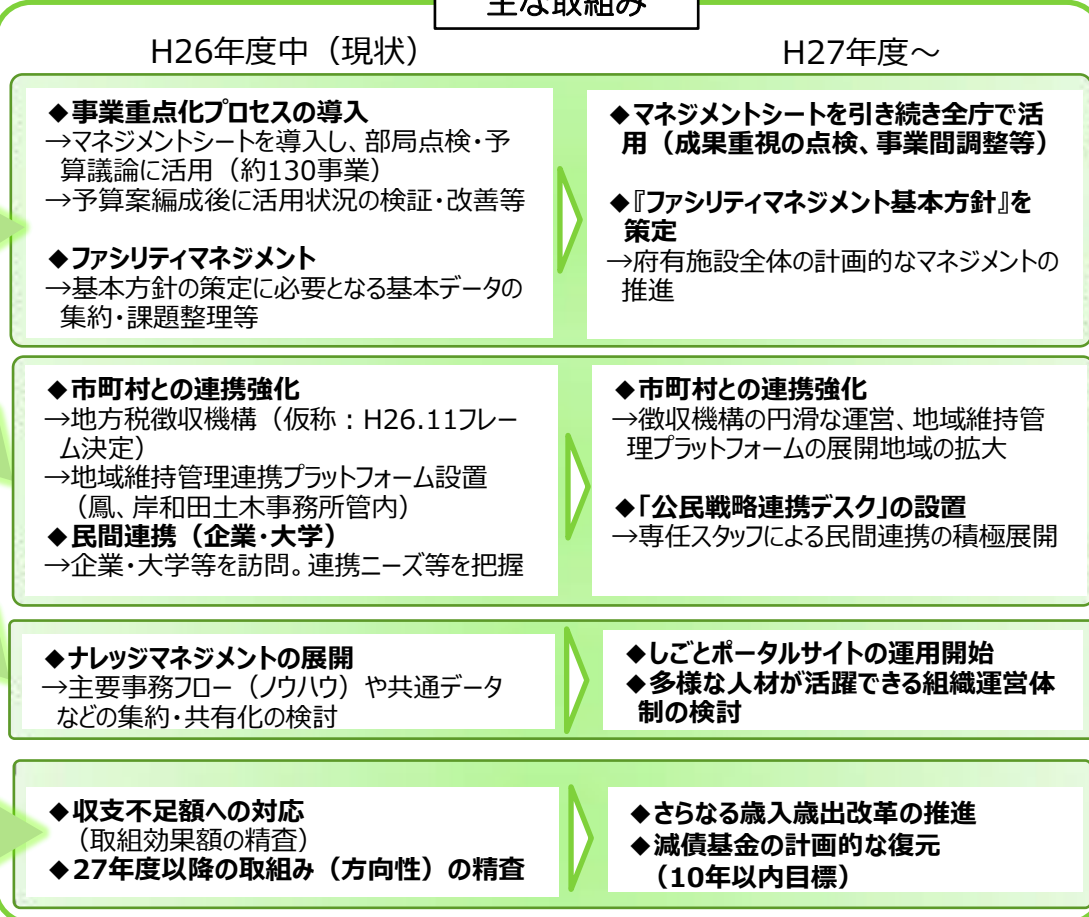 主な取組み
H26年度中（現状）
H27年度～
◆事業重点化プロセスの導入
→マネジメントシートを導入し、部局点検・予
算議論に活用（約130事業）
→予算案編成後に活用状況の検証・改善等
◆ファシリティマネジメント
→基本方針の策定に必要となる基本データの
集約・課題整理等
◆マネジメントシートを引き続き全庁で活
用（成果重視の点検、事業間調整等）
◆『ファシリティマネジメント基本方針』を
策定
→府有施設全体の計画的なマネジメントの
推進
◆市町村との連携強化
→地方税徴収機構（仮称：H26.11フレー
ム決定）
→地域維持管理連携プラットフォーム設置
（鳳、岸和田土木事務所管内）
◆民間連携（企業・大学）
→企業・大学等を訪問。連携ニーズ等を把握
◆市町村との連携強化
→徴収機構の円滑な運営、地域維持管
理プラットフォームの展開地域の拡大
◆「公民戦略連携デスク」の設置
→専任スタッフによる民間連携の積極展開
◆ナレッジマネジメントの展開
→主要事務フロー（ノウハウ）や共通データ
などの集約・共有化の検討
◆しごとポータルサイトの運用開始
◆多様な人材が活躍できる組織運営体
制の検討
◆収支不足額への対応
（取組効果額の精査）
◆27年度以降の取組み（方向性）の精査
◆さらなる歳入歳出改革の推進
◆減債基金の計画的な復元
（10年以内目標）